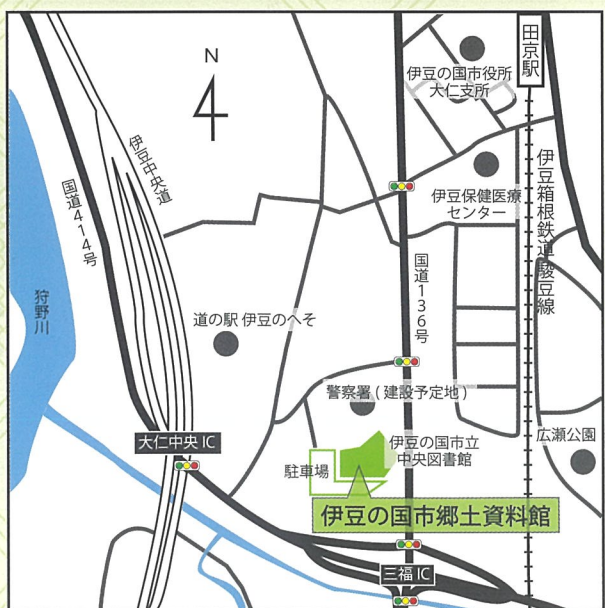 田京駅
N
伊豆の国市役所
大仁支所
伊豆中央道
国道414号
伊豆保健医療
センター
伊豆箱根鉄道駿豆線
国道136号
狩野川
道の駅 伊豆のへそ
警察署(建設予定地)
大仁中央 IC
伊豆の国市立
中央図書館
広瀬公園
駐車場
伊豆の国市郷土資料館
三福 IC